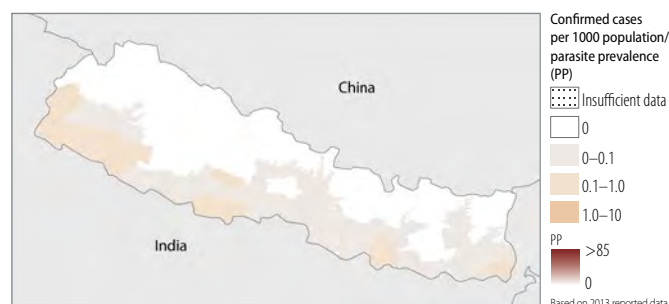 Confirmed cases
per 1000 population/
parasite prevalence
(PP)
Insufficient data
0
0–0.1
0.1–1.0
1.0–10
PP
>85
0
Based on 2013 reported data
China
India